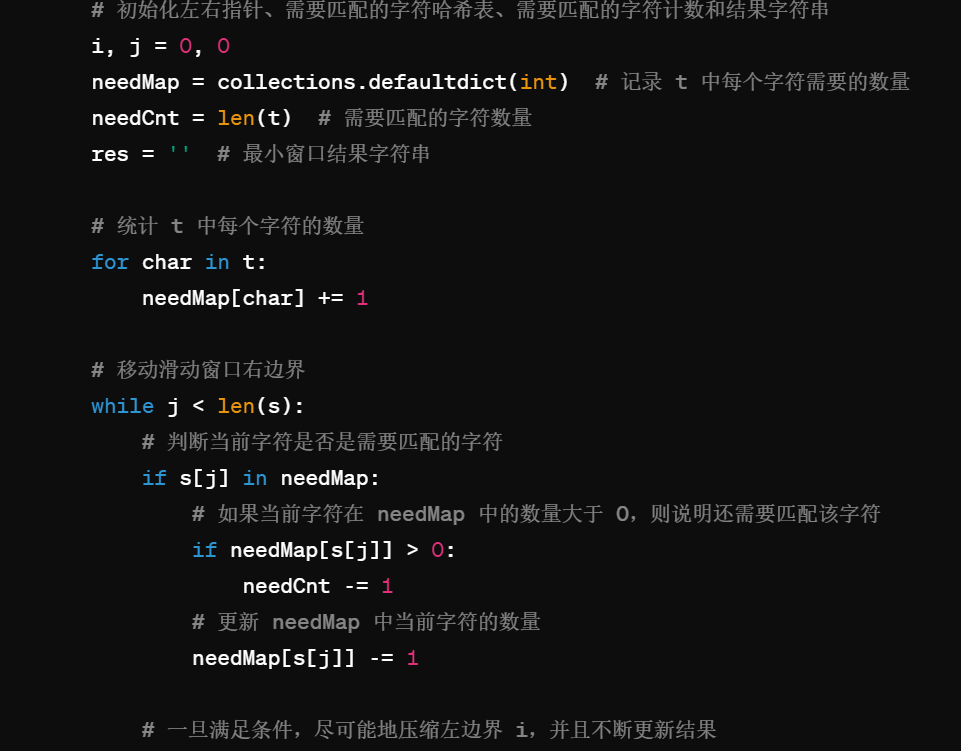 # 初始化左右指针、需要匹配的字符哈希表、需要匹配的字符计数和结果字符串
i, j = 0, 0
needMap = collections.defaultdict(int)  # 记录 t 中每个字符需要的数量
needCnt = len(t)  # 需要匹配的字符数量
res = ''  # 最小窗口结果字符串
# 统计 t 中每个字符的数量
for char in t:
    needMap[char] += 1
# 移动滑动窗口右边界
while j < len(s):
    # 判断当前字符是否是需要匹配的字符
    if s[j] in needMap:
        # 如果当前字符在 needMap 中的数量大于 0，则说明还需要匹配该字符
        if needMap[s[j]] > 0:
            needCnt -= 1
        # 更新 needMap 中当前字符的数量
        needMap[s[j]] -= 1
    # 一旦满足条件，尽可能地压缩左边界 i，并且不断更新结果